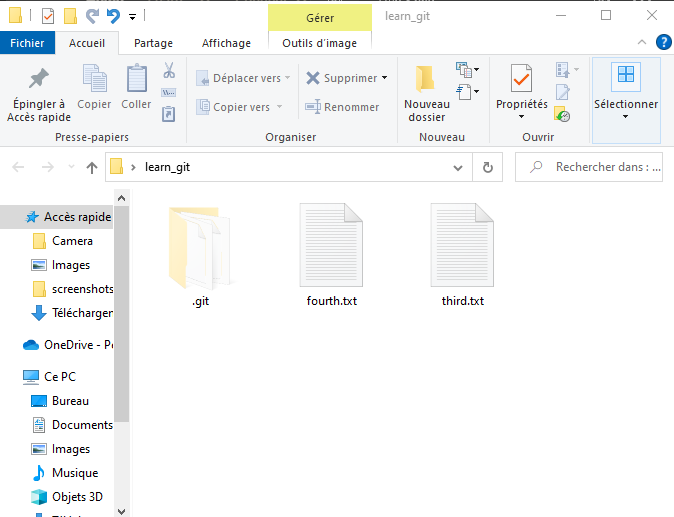 Gérer
learn_git
Fichier
Accueil
Partage
Affichage
Outils d'image
Épingler à
Accès rapide
Copier
Coller
Presse-papiers
Déplacer vers
Copier vers
Supprimer
Renommer
Organiser
Nouveau
dossier
Nouveau
Propriétés
Ouvrir
Sélectionner
learn_git
Rechercher dans : ...
Accès rapide
Camera
Images
screenshots
Télécharger
OneDrive - Pe
Ce PC
Bureau
Documents
Images
Musique
Objets 3D
.git
fourth.txt
third.txt